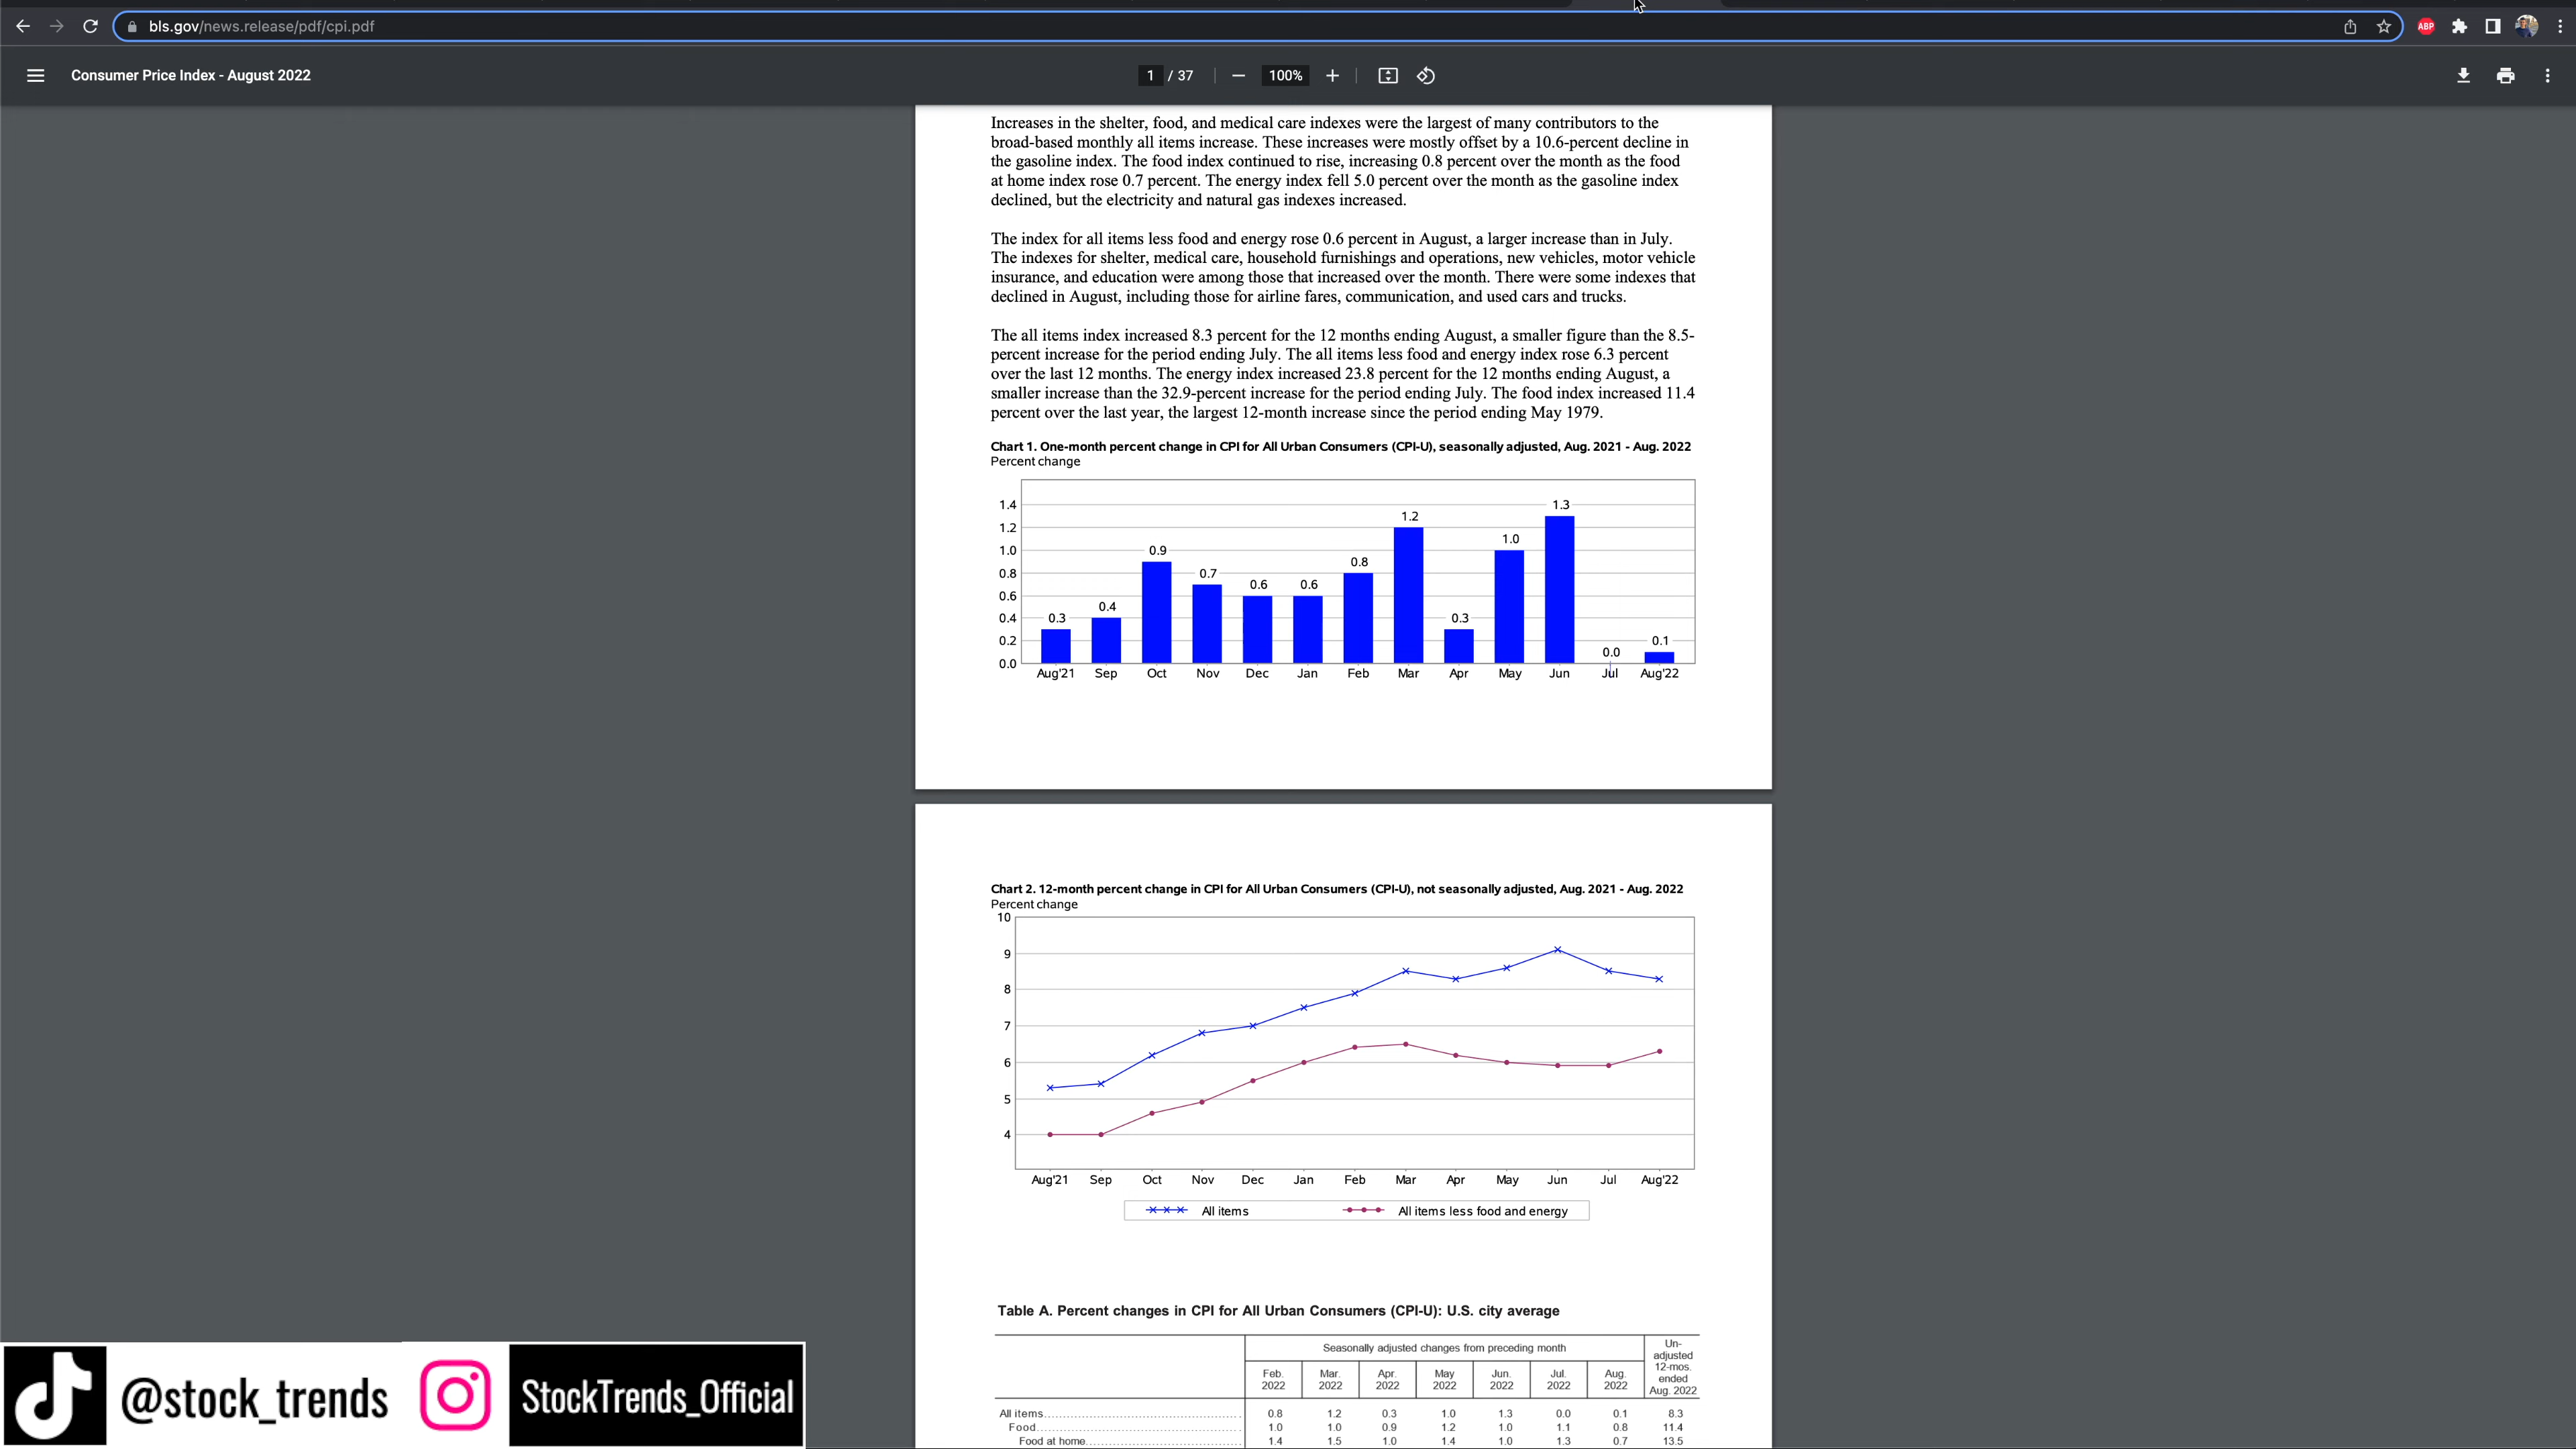 bls.gov/news.release/pdf/cpi.pdf
ABP
Consumer Price Index - August 2022
1 / 37
100%
Increases in the shelter, food, and medical care indexes were the largest of many contributors to the
broad-based monthly all items increase. These increases were mostly offset by a 10.6-percent decline in
the gasoline index. The food index continued to rise, increasing 0.8 percent over the month as the food
at home index rose 0.7 percent. The energy index fell 5.0 percent over the month as the gasoline index
declined, but the electricity and natural gas indexes increased.
The index for all items less food and energy rose 0.6 percent in August, a larger increase than in July.
The indexes for shelter, medical care, household furnishings and operations, new vehicles, motor vehicle
insurance, and education were among those that increased over the month. There were some indexes that
declined in August, including those for airline fares, communication, and used cars and trucks.
The all items index increased 8.3 percent for the 12 months ending August, a smaller figure than the 8.5-
percent increase for the period ending July. The all items less food and energy index rose 6.3 percent
over the last 12 months. The energy index increased 23.8 percent for the 12 months ending August, a
smaller increase than the 32.9-percent increase for the period ending July. The food index increased 11.4
percent over the last year, the largest 12-month increase since the period ending May 1979.
Chart 1. One-month percent change in CPI for All Urban Consumers (CPI-U), seasonally adjusted, Aug. 2021 - Aug. 2022
Percent change
1.4
1.2
1.0
0.8
0.6
0.4
0.2
0.0
0.3 0.4 0.9 0.7 0.6 0.6 0.8 1.2 0.3 1.0 1.3 0.0 0.1
Aug'21 Sep Oct Nov Dec Jan Feb Mar Apr May Jun Jul Aug'22
Chart 2. 12-month percent change in CPI for All Urban Consumers (CPI-U), not seasonally adjusted, Aug. 2021 - Aug. 2022
Percent change
10
9
8
7
6
5
4
Aug'21 Sep Oct Nov Dec Jan Feb Mar Apr May Jun Jul Aug'22
All items All items less food and energy
Table A. Percent changes in CPI for All Urban Consumers (CPI-U): U.S. city average
Seasonally adjusted changes from preceding month
Un-
adjusted
12-mos.
ended
Aug. 2022
Feb. Mar. Apr. May Jun. Jul. Aug.
2022 2022 2022 2022 2022 2022 2022
All items 0.8 1.2 0.3 1.0 1.3 0.0 0.1 8.3
Food 1.0 1.0 0.9 1.2 1.0 1.1 0.8 11.4
Food at home 1.4 1.5 1.0 1.4 1.0 1.3 0.7 13.5
@stock_trends
StockTrends_Official